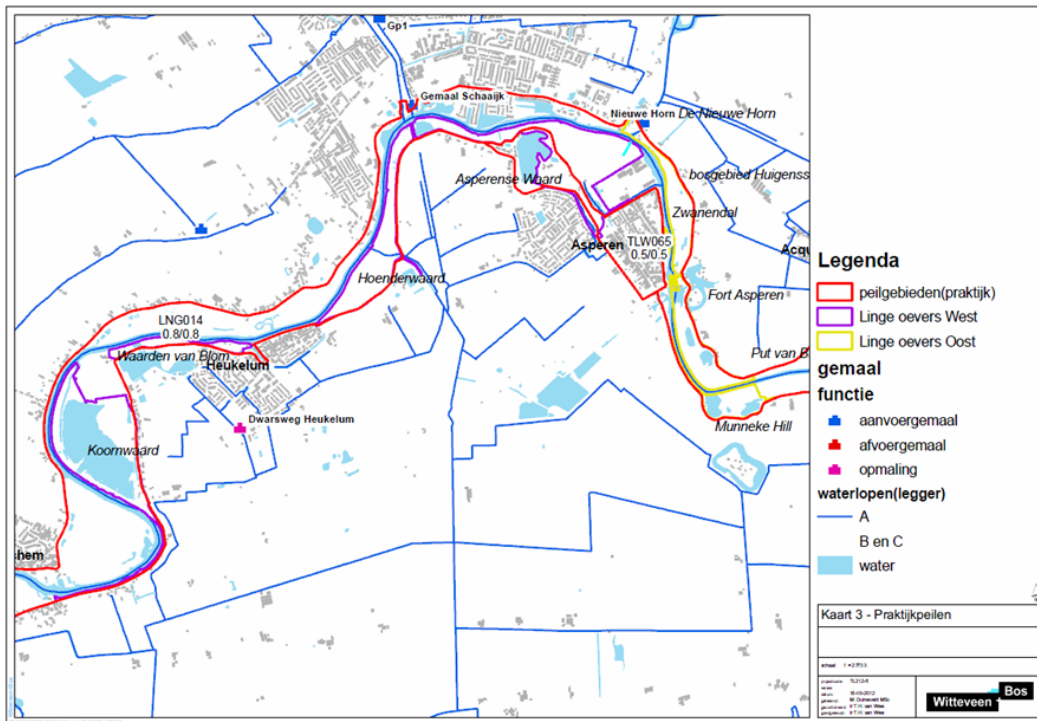 Gp1
Gemaal Schaaijk
Nieuwe Horn
De Nieuwe Horn
borgebied Huigenss
Asperense Waard
Zwanendal
Asperen
TLW065
0.5/0.5
Acqu
Hoenderwaard
Fort Asperen
LNG014
0.8/0.8
Waarden van Blom
Put van B
Heukelum
Dwarsweg Heukelum
Munneke Hill
Koornwaard
shem
Legenda
peilgebieden(praktijk)
Linge oevers West
Linge oevers Oost
gemaal
functie
aanvoergemaal
afvoergemaal
opmaling
waterlopen(legger)
A
B en C
water
Kaart 3 - Praktijkpeilen
Witteveen Bos